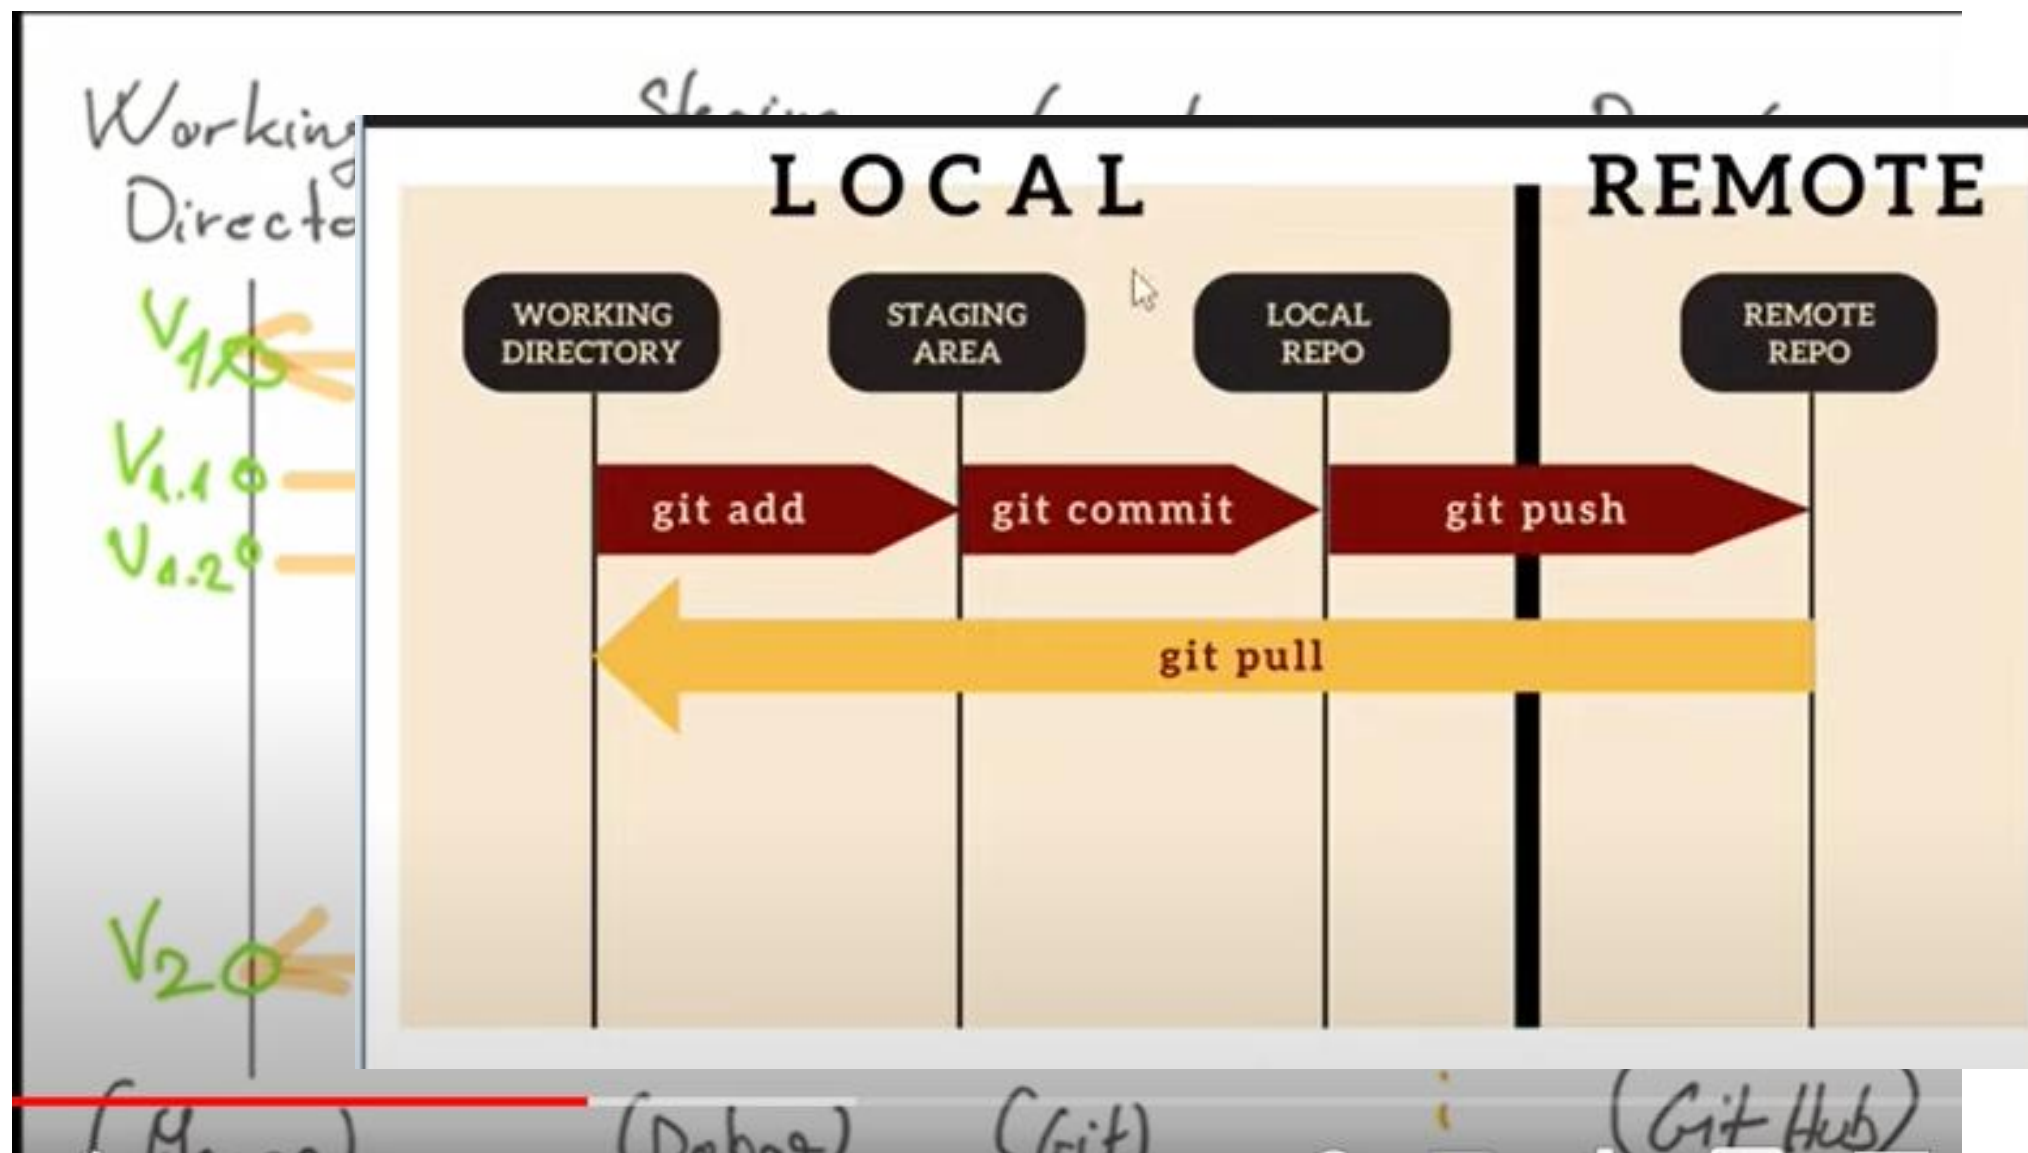 Working
LOCAL
REMOTE
WORKING
DIRECTORY
STAGING
AREA
LOCAL
REPO
REMOTE
REPO
V1
V1.1
V1.2
git add
git commit
git push
git pull
V2
(Git)
(Git Hub)